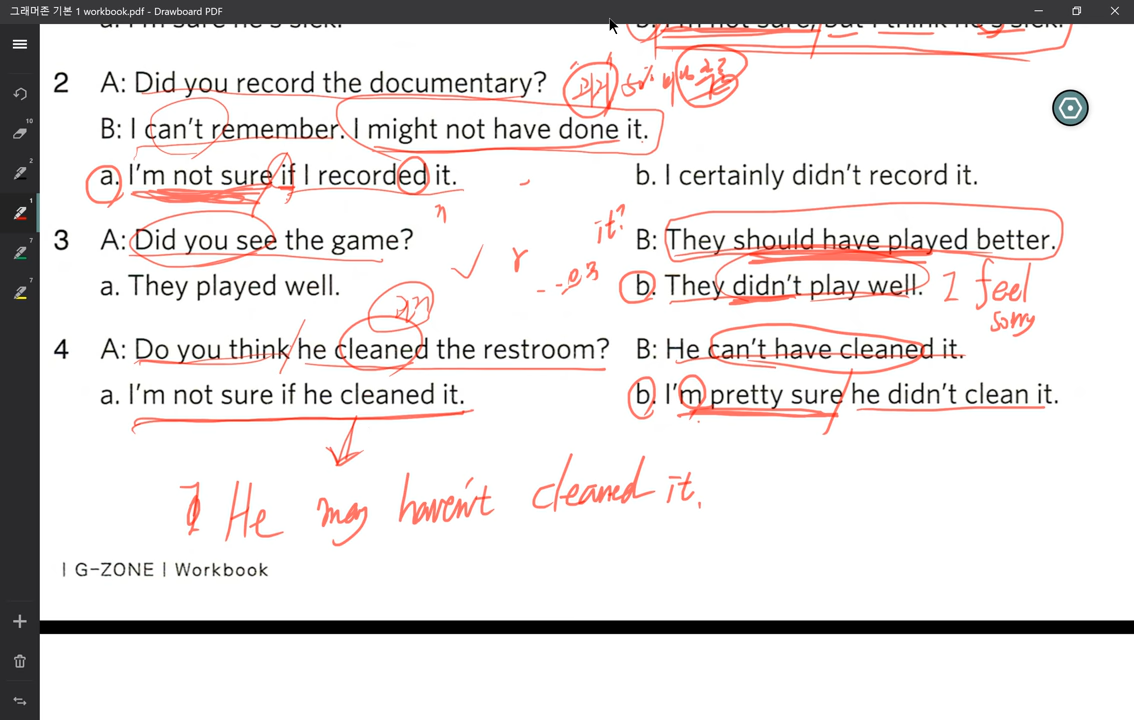 그래머존 기본 1 workbook.pdf - Drawboard PDF
2 A: Did you record the documentary? 과거
B: I can't remember. I might not have done it.
a. I'm not sure if I recorded it. b. I certainly didn't record it.
it?
3 A: Did you see the game? B: They should have played better.
a. They played well. b. They didn't play well. I feel
sorry
과거
4 A: Do you think he cleaned the restroom? B: He can't have cleaned it.
a. I'm not sure if he cleaned it. b. I'm pretty sure he didn't clean it.
He may haven't cleaned it.
| G-ZONE | Workbook